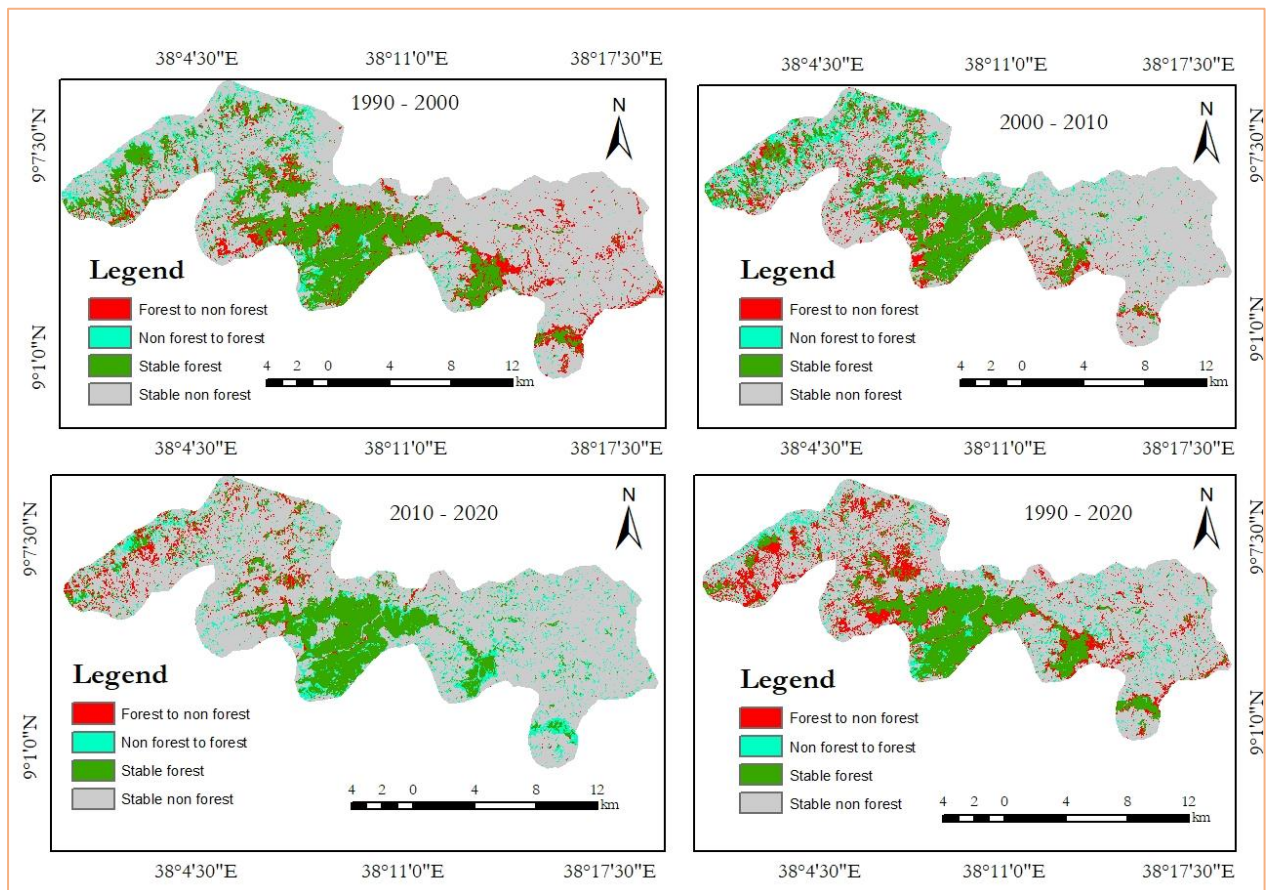 38°4'30"E 38°11'0"E 38°17'30"E
38°4'30"E 38°11'0"E 38°17'30"E
1990 - 2000
N
9°7'30"N
9°1'0"N
Legend
Forest to non forest
Non forest to forest
Stable forest
Stable non forest
4 2 0 4 8 12
km
2000 - 2010
N
9°7'30"N
9°1'0"N
Legend
Forest to non forest
Non forest to forest
Stable forest
Stable non forest
4 2 0 4 8 12
km
38°4'30"E 38°11'0"E 38°17'30"E
38°4'30"E 38°11'0"E 38°17'30"E
2010 - 2020
N
9°7'30"N
9°1'0"N
Legend
Forest to non forest
Non forest to forest
Stable forest
Stable non forest
4 2 0 4 8 12
km
1990 - 2020
N
9°7'30"N
9°1'0"N
Legend
Forest to non forest
Non forest to forest
Stable forest
Stable non forest
4 2 0 4 8 12
km
38°4'30"E 38°11'0"E 38°17'30"E
38°4'30"E 38°11'0"E 38°17'30"E